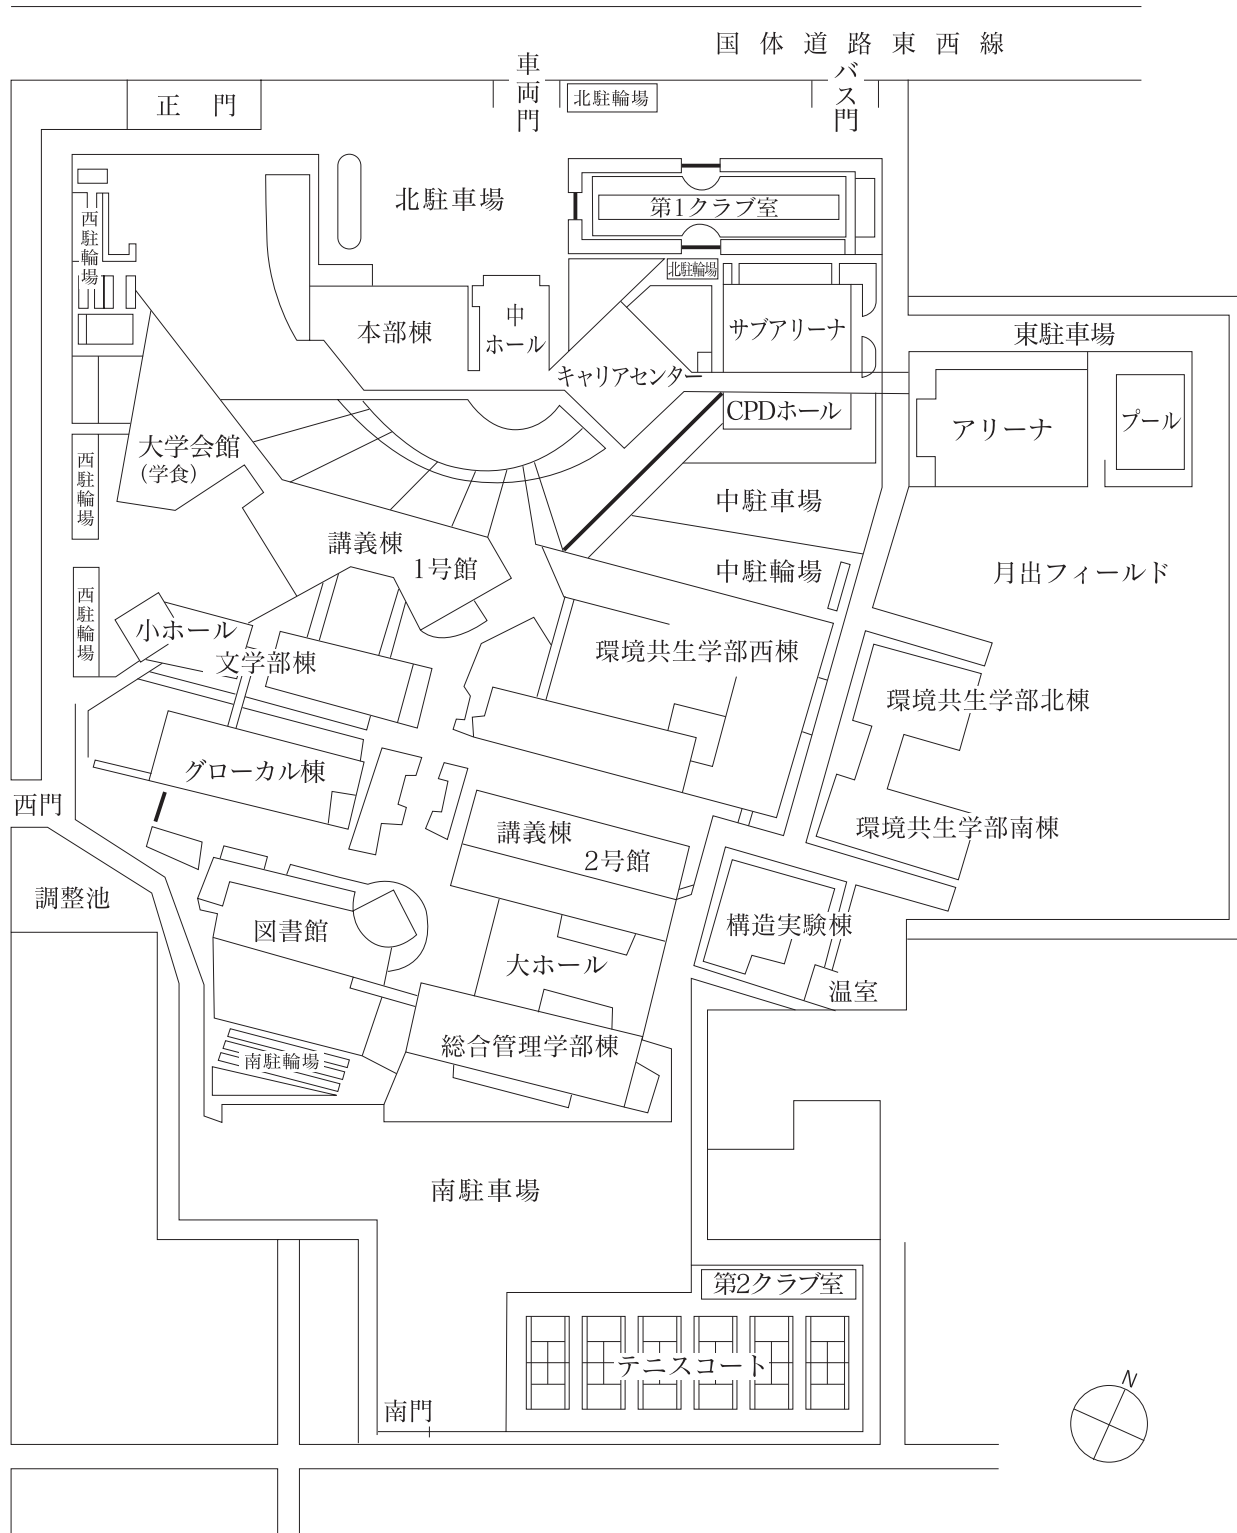 国体道路東西線
車両門
バス門
正門
北駐輪場
北駐車場
第1クラブ室
西駐輪場
北駐輪場
本部棟
中
ホール
サブアリーナ
東駐車場
キャリアセンター
CPDホール
アリーナ
プール
大学会館
(学食)
西駐輪場
中駐車場
講義棟
1号館
中駐輪場
月出フィールド
西駐輪場
小ホール
文学部棟
環境共生学部西棟
環境共生学部北棟
グローカル棟
西門
講義棟
2号館
環境共生学部南棟
調整池
図書館
構造実験棟
大ホール
温室
総合管理学部棟
南駐輪場
南駐車場
第2クラブ室
テニスコート
南門
N